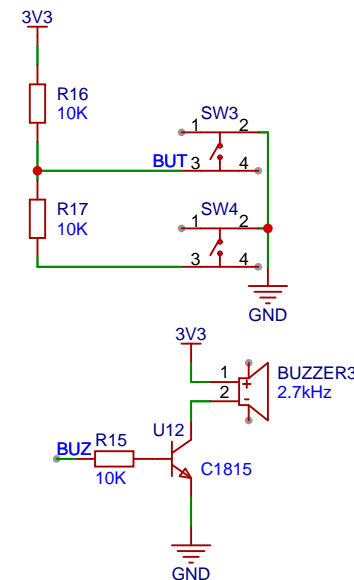 3V3
R16
10K
SW3
1 2
BUT 3 4
R17
10K
SW4
1 2
3 4
GND
3V3
1
2
+
-
BUZZER3
2.7kHz
U12
BUZ
R15
10K
C1815
GND